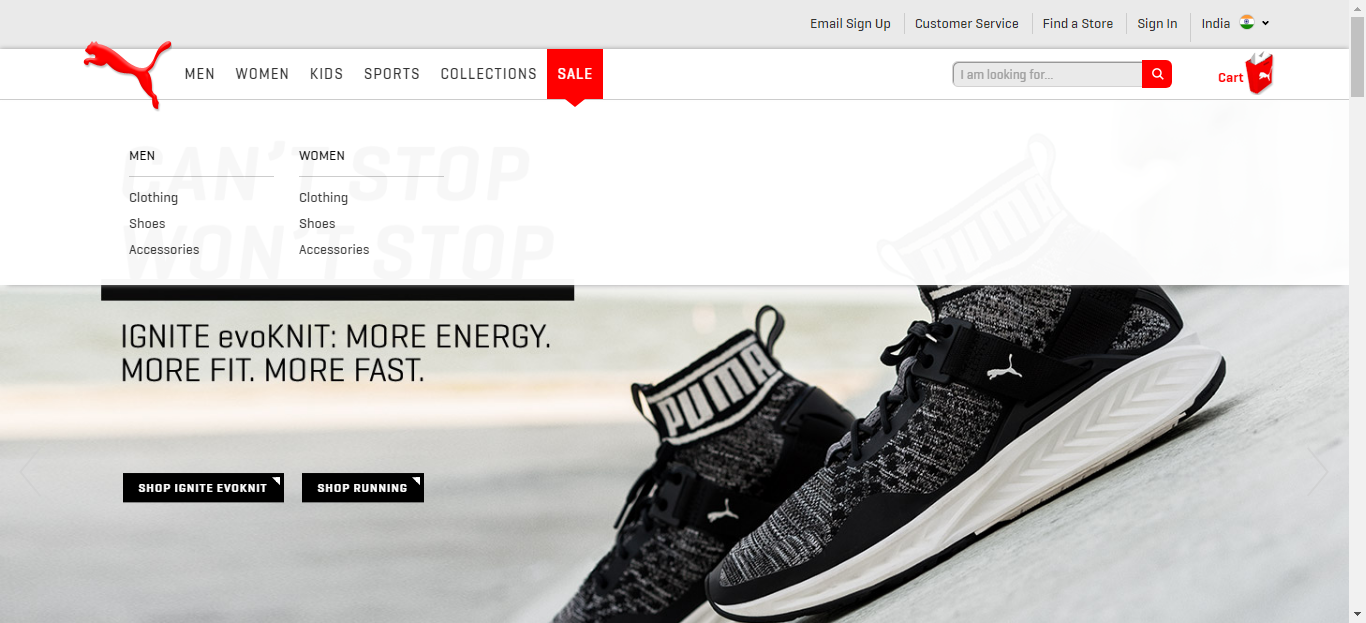 Email Sign Up Customer Service Find a Store Sign In India
MEN WOMEN KIDS SPORTS COLLECTIONS SALE
I am looking for...
Cart
CAN'T STOP
WON'T STOP
MEN
Clothing
Shoes
Accessories
WOMEN
Clothing
Shoes
Accessories
IGNITE evoKNIT: MORE ENERGY.
MORE FIT. MORE FAST.
SHOP IGNITE EVOKNIT
SHOP RUNNING
PUMA
PUMA